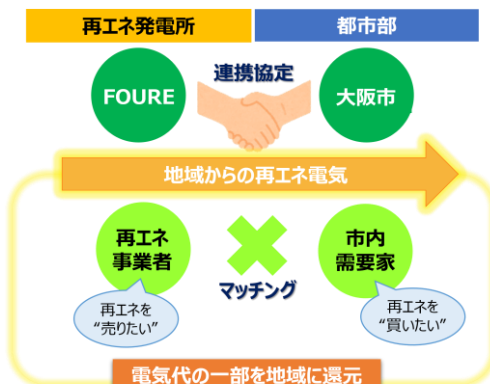 再エネ発電所
都市部
連携協定
FOURE
大阪市
地域からの再エネ電気
再エネ
事業者
マッチング
市内
需要家
再エネを
“売りたい”
再エネを
“買いたい”
電気代の一部を地域に還元